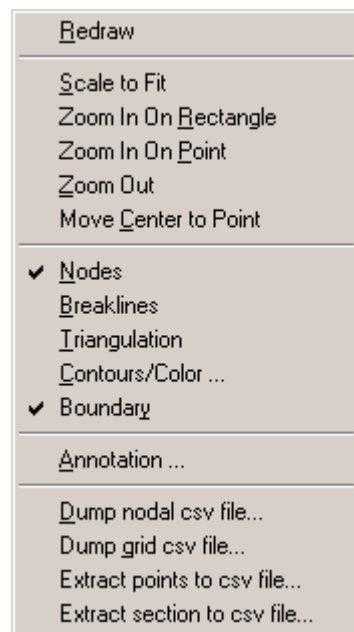 Redraw
Scale to Fit
Zoom In On Rectangle
Zoom In On Point
Zoom Out
Move Center to Point
Nodes
Breaklines
Triangulation
Contours/Color ...
Boundary
Annotation ...
Dump nodal csv file...
Dump grid csv file...
Extract points to csv file...
Extract section to csv file...